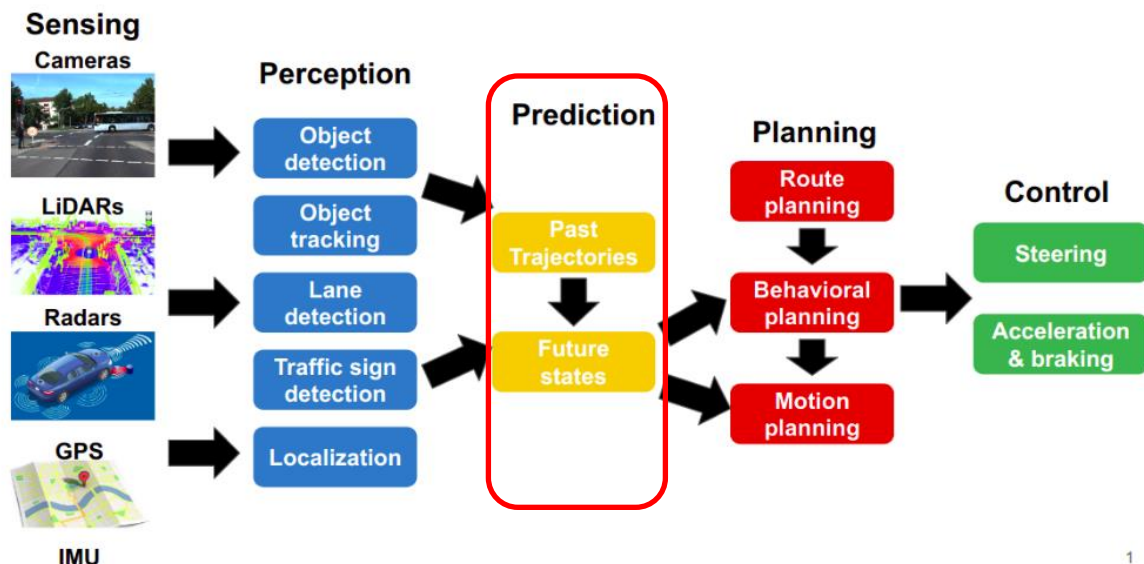 Sensing
Cameras
LiDARs
Radars
GPS
IMU
Perception
Object
detection
Object
tracking
Lane
detection
Traffic sign
detection
Localization
Prediction
Past
Trajectories
Future
states
Planning
Route
planning
Behavioral
planning
Motion
planning
Control
Steering
Acceleration
& braking
1